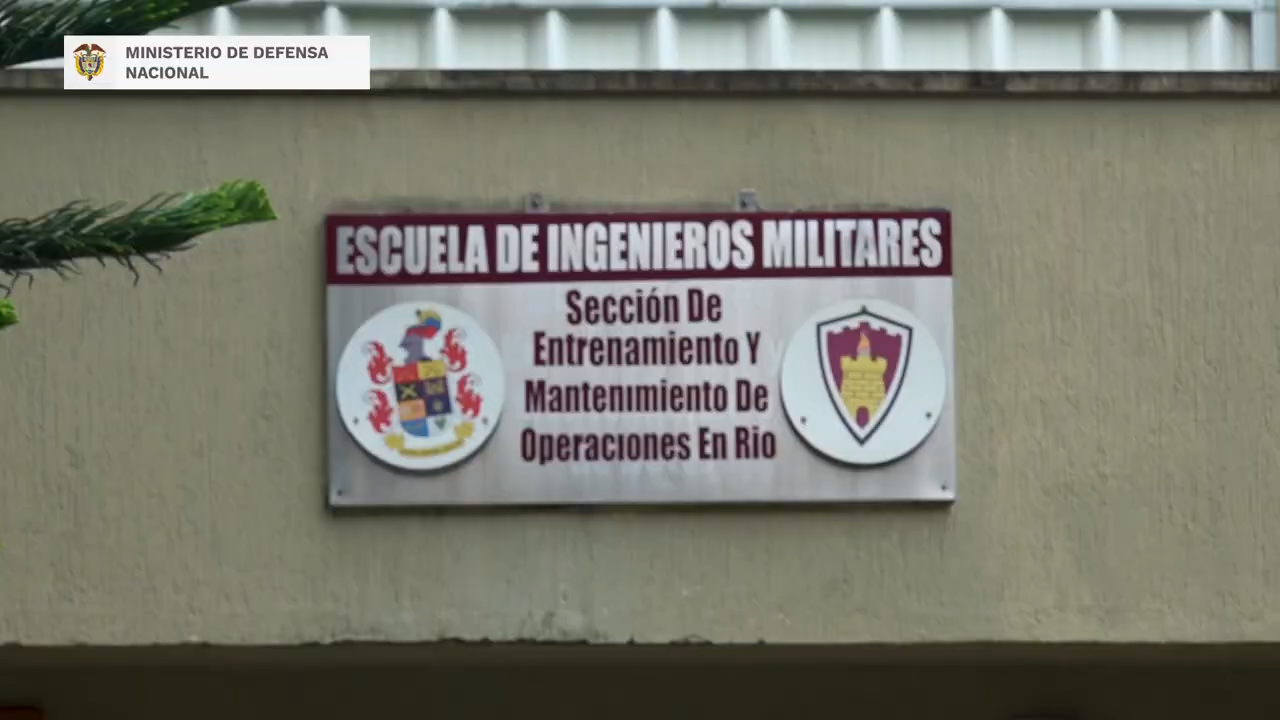 MINISTERIO DE DEFENSA
NACIONAL
ESCUELA DE INGENIEROS MILITARES
Sección De
Entrenamiento Y
Mantenimiento De
Operaciones En Rio